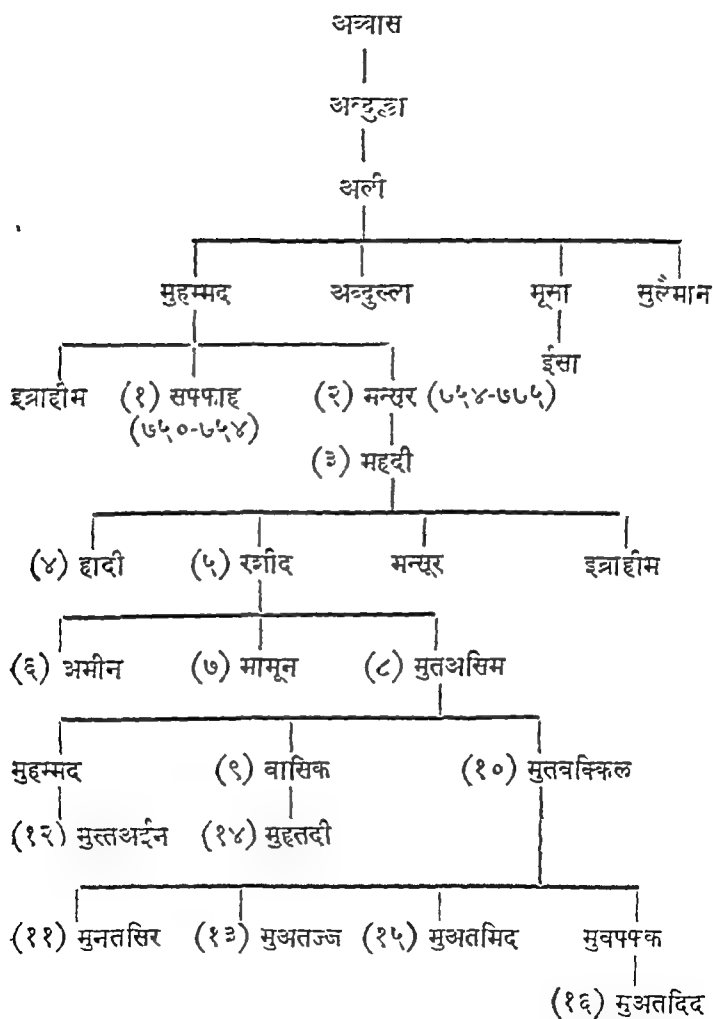 अब्बास
अब्दुल्ला
अली
मुहम्मद अब्दुल्ला मूसा सुलैमान
ईसा
इब्राहीम (१) सफ्फाह (२) मन्सूर (७५४-७७५)
(७५०-७५४)
(३) महदी
(४) हादी (५) रशीद मन्सूर इब्राहीम
(६) अमीन (७) मामून (८) मुतअसिम
मुहम्मद (९) वासिक (१०) मुतवक्किल
(१२) मुस्तअईन (१४) मुहतदी
(११) मुनतसिर (१३) मुअतज्ज (१५) मुअतमिद मुवफ्फक
(१६) मुअतदिद